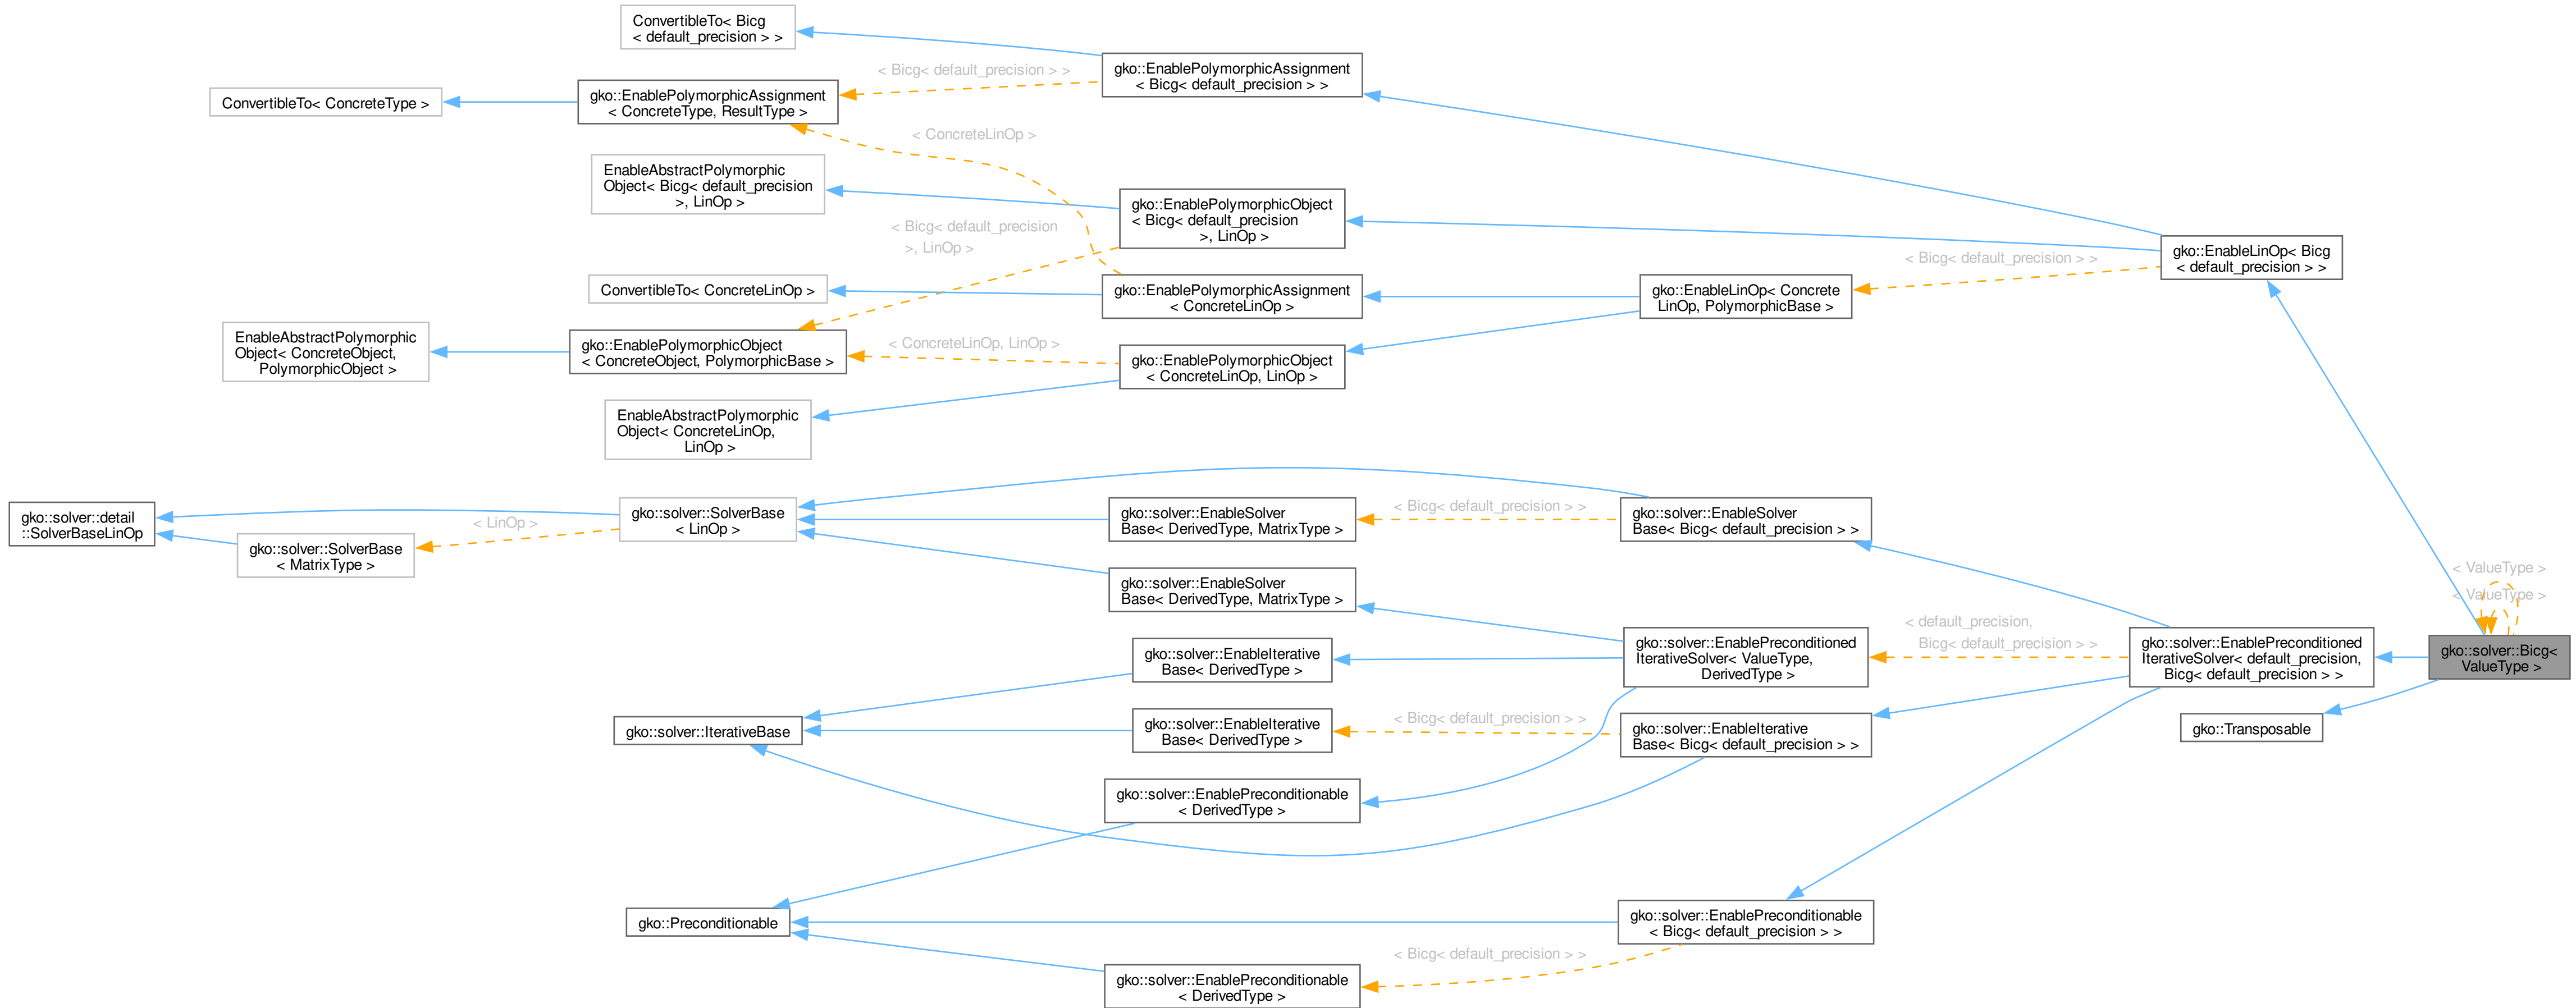 ConvertibleTo< Bicg
< default_precision > >
gko::EnablePolymorphicAssignment
< Bicg< default_precision > >
< Bicg< default_precision > >
ConvertibleTo< ConcreteType >
gko::EnablePolymorphicAssignment
< ConcreteType, ResultType >
< ConcreteLinOp >
EnableAbstractPolymorphic
Object< Bicg< default_precision
>, LinOp >
gko::EnablePolymorphicObject
< Bicg< default_precision
>, LinOp >
< Bicg< default_precision
>, LinOp >
gko::EnableLinOp< Bicg
< default_precision > >
< Bicg< default_precision > >
ConvertibleTo< ConcreteLinOp >
gko::EnablePolymorphicAssignment
< ConcreteLinOp >
gko::EnableLinOp< Concrete
LinOp, PolymorphicBase >
EnableAbstractPolymorphic
Object< ConcreteObject,
PolymorphicObject >
gko::EnablePolymorphicObject
< ConcreteObject, PolymorphicBase >
< ConcreteLinOp, LinOp >
gko::EnablePolymorphicObject
< ConcreteLinOp, LinOp >
EnableAbstractPolymorphic
Object< ConcreteLinOp,
LinOp >
gko::solver::detail
::SolverBaseLinOp
< LinOp >
gko::solver::SolverBase
< MatrixType >
gko::solver::SolverBase
< LinOp >
gko::solver::EnableSolver
Base< DerivedType, MatrixType >
< Bicg< default_precision > >
gko::solver::EnableSolver
Base< Bicg< default_precision > >
gko::solver::EnableSolver
Base< DerivedType, MatrixType >
< ValueType >
< ValueType >
gko::solver::EnableIterative
Base< DerivedType >
gko::solver::EnablePreconditioned
IterativeSolver< ValueType,
DerivedType >
< default_precision,
Bicg< default_precision > >
gko::solver::EnablePreconditioned
IterativeSolver< default_precision,
Bicg< default_precision > >
gko::solver::Bicg<
ValueType >
gko::solver::IterativeBase
gko::solver::EnableIterative
Base< DerivedType >
< Bicg< default_precision > >
gko::solver::EnableIterative
Base< Bicg< default_precision > >
gko::Transposable
gko::solver::EnablePreconditionable
< DerivedType >
gko::Preconditionable
gko::solver::EnablePreconditionable
< Bicg< default_precision > >
< Bicg< default_precision > >
gko::solver::EnablePreconditionable
< DerivedType >